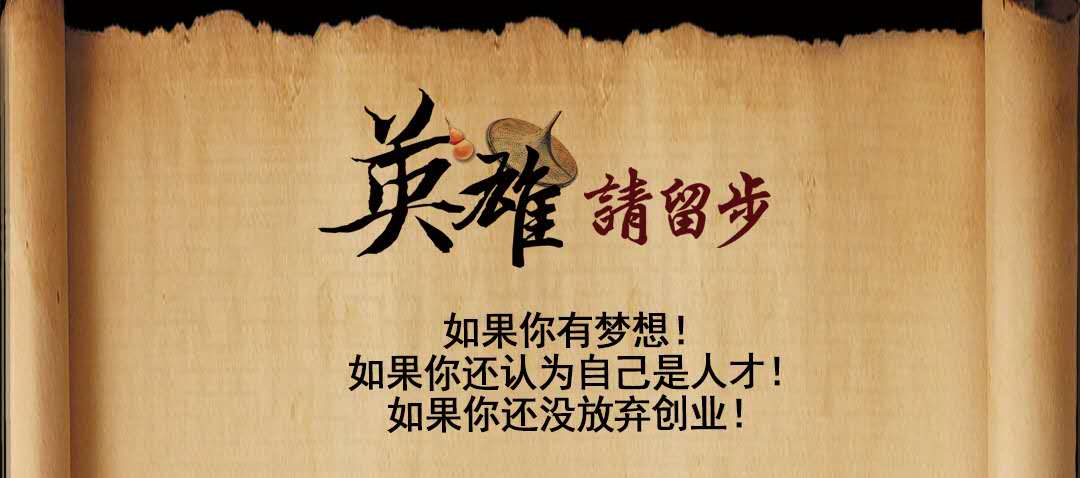 英雄請留步
如果你有梦想！
如果你还认为自己是人才！
如果你还没放弃创业！